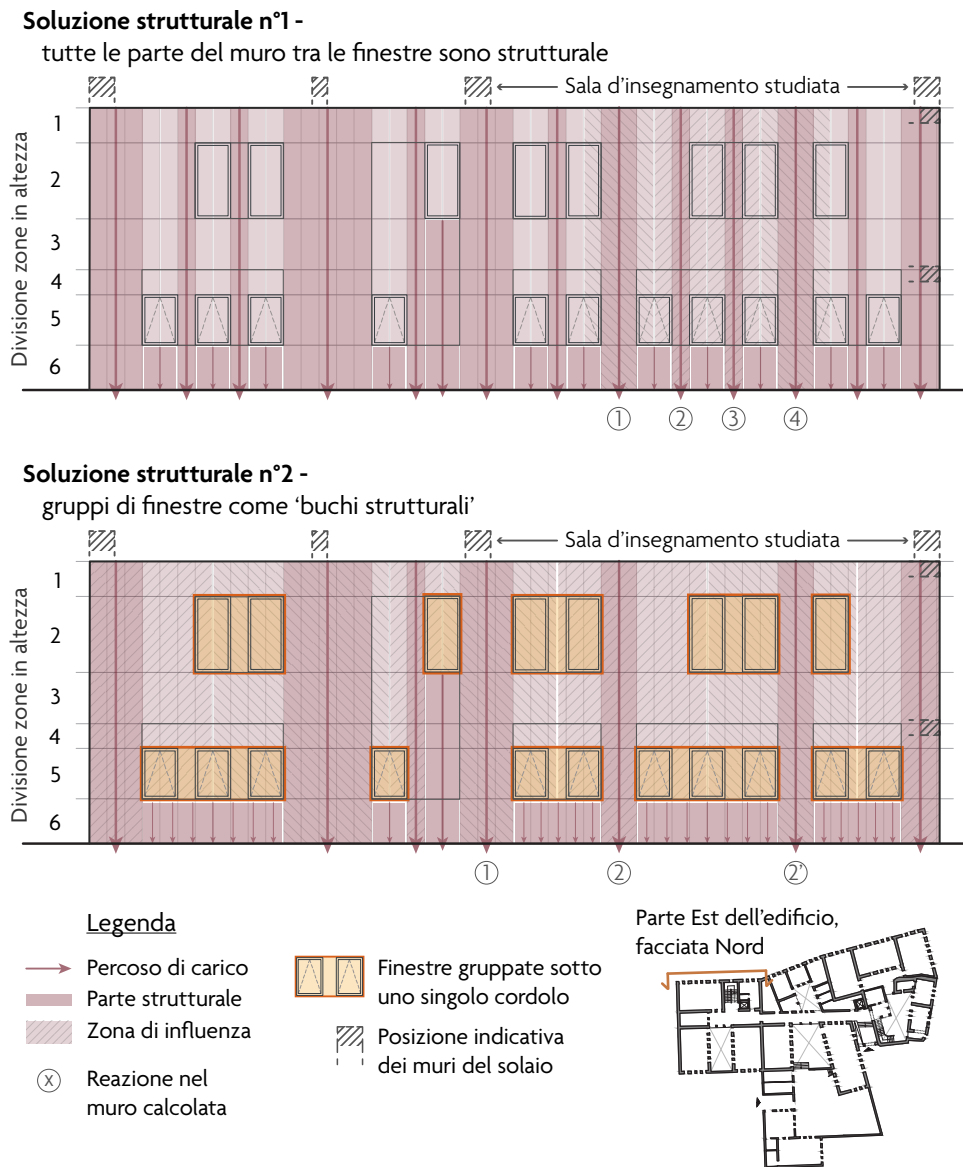 Soluzione strutturale n°1 -
tutte le parte del muro tra le finestre sono strutturale
Sala d'insegnamento studiata
Divisione zone in altezza
1
2
3
4
5
6
① ② ③ ④
Soluzione strutturale n°2 -
gruppi di finestre come ‘buchi strutturali’
Sala d'insegnamento studiata
Divisione zone in altezza
1
2
3
4
5
6
① ② 2'
Legenda
Percoso di carico
Parte strutturale
Zona di influenza
x Reazione nel
muro calcolata
Finestre gruppate sotto
uno singolo cordolo
Posizione indicativa
dei muri del solaio
Parte Est dell'edificio,
facciata Nord